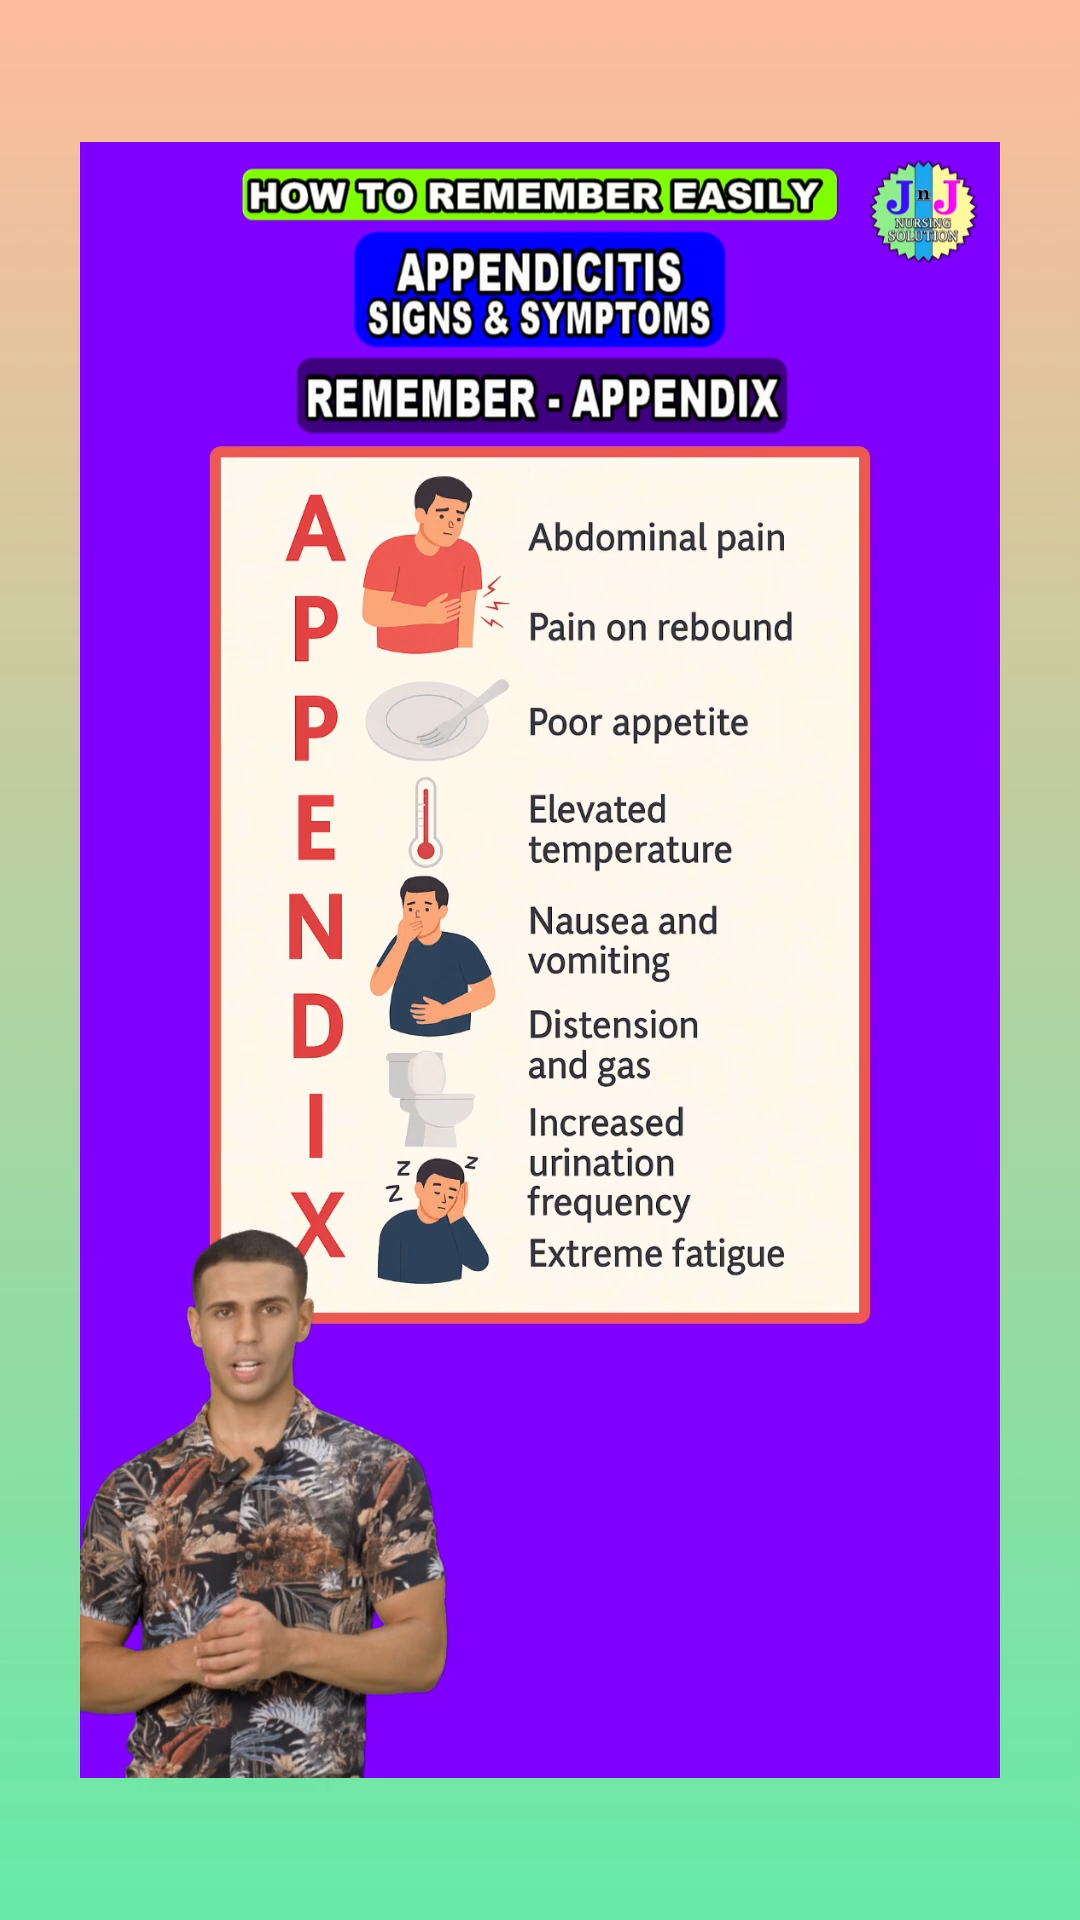 HOW TO REMEMBER EASILY
J n J
NURSING
SOLUTION
APPENDICITIS
SIGNS & SYMPTOMS
REMEMBER - APPENDIX
A
Abdominal pain
P
Pain on rebound
P
Poor appetite
E
Elevated
temperature
N
Nausea and
vomiting
D
Distension
and gas
I
Increased
urination
frequency
X
Z Z
Z
Extreme fatigue